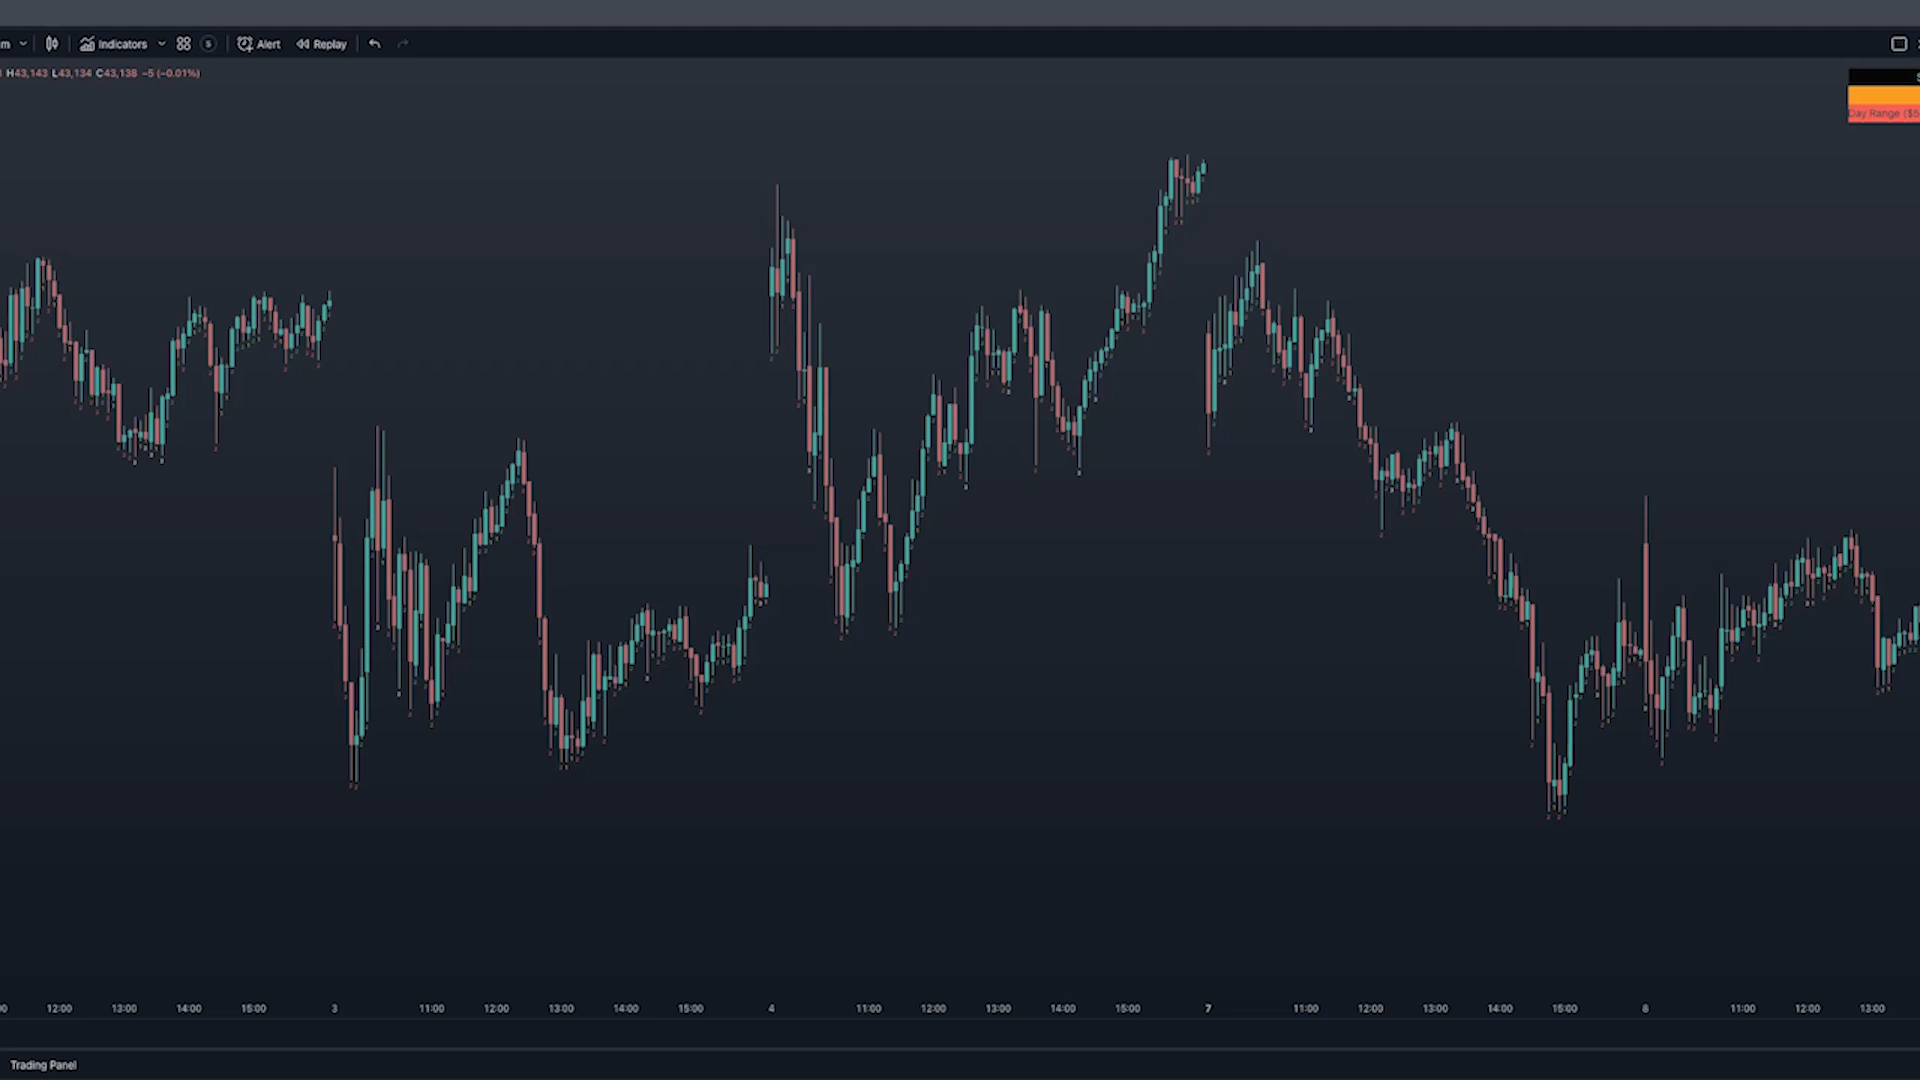 m Indicators S Alert Replay
H43,143 L43,134 C43,138 −5 (−0.01%)
Day Range ($5
12:00 13:00 14:00 15:00 3 11:00 12:00 13:00 14:00 15:00 4 11:00 12:00 13:00 14:00 15:00 7 11:00 12:00 13:00 14:00 15:00 8 11:00 12:00 13:00
Trading Panel